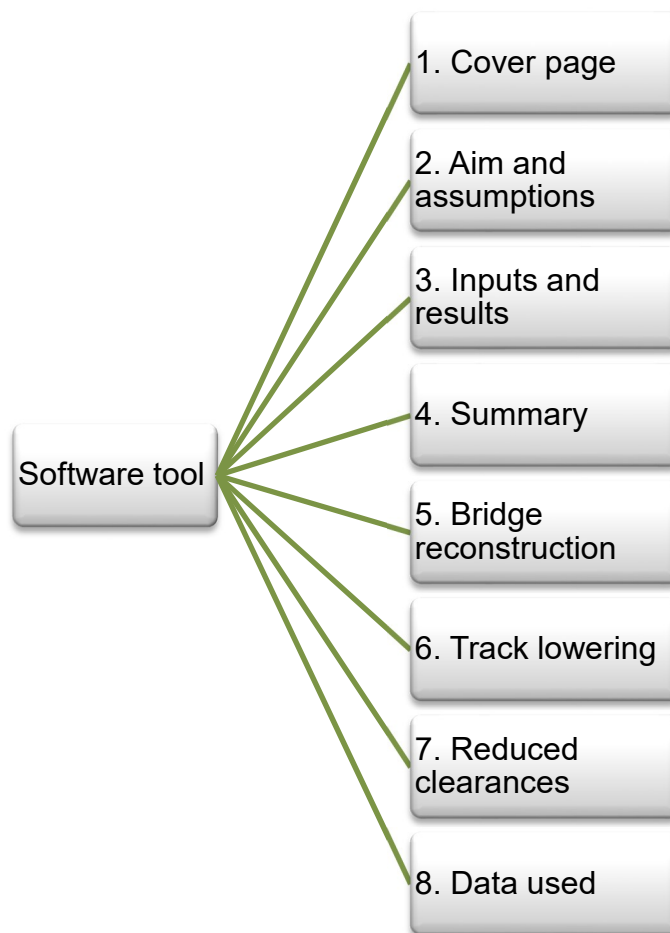 1. Cover page
2. Aim and
assumptions
3. Inputs and
results
4. Summary
Software tool
5. Bridge
reconstruction
6. Track lowering
7. Reduced
clearances
8. Data used